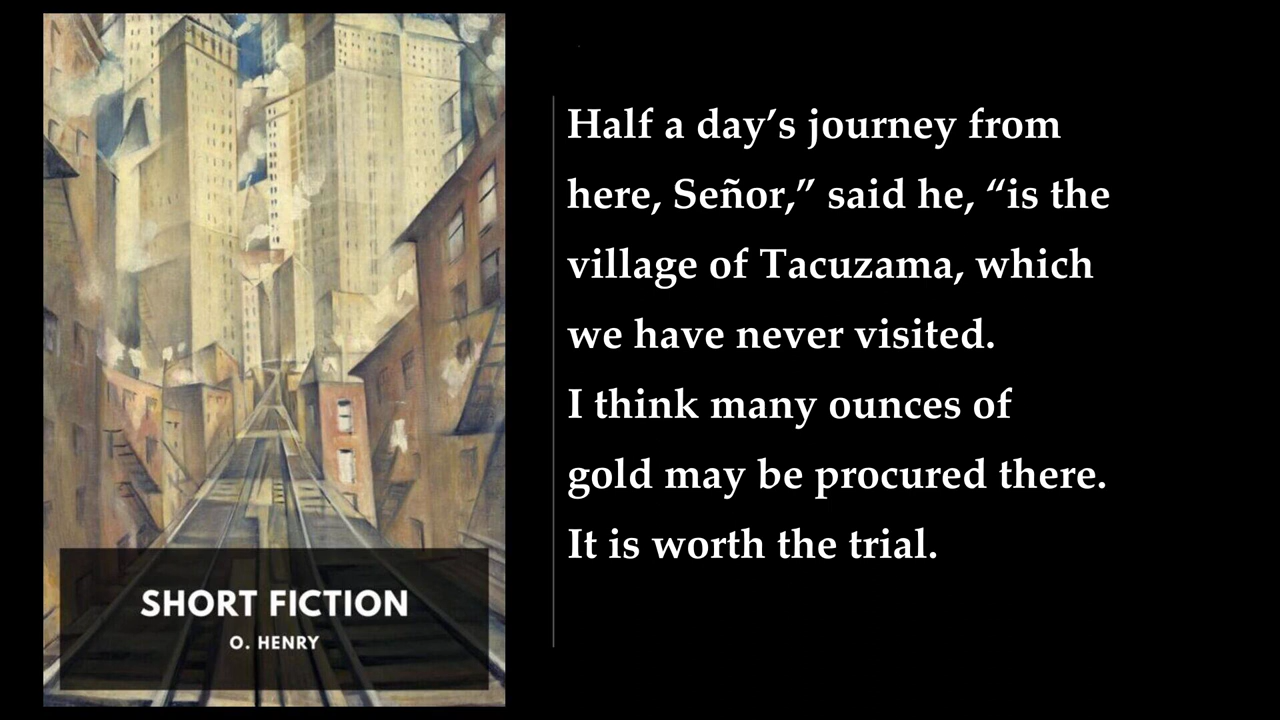 SHORT FICTION
O. HENRY
Half a day’s journey from
here, Señor,” said he, “is the
village of Tacuzama, which
we have never visited.
I think many ounces of
gold may be procured there.
It is worth the trial.